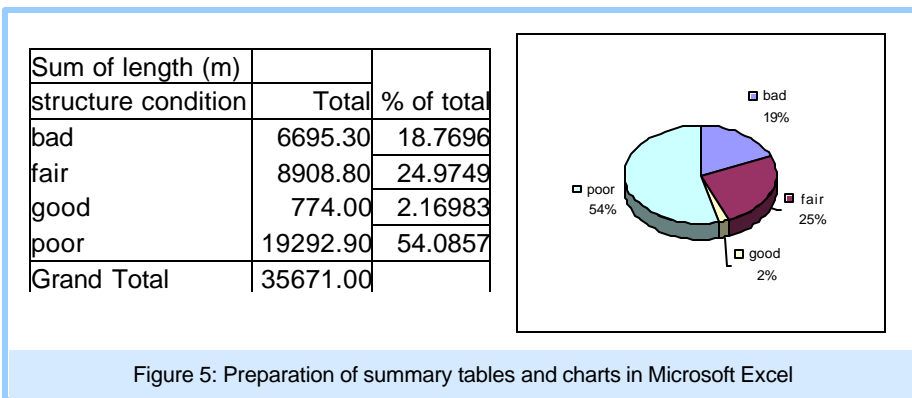 Sum of length (m)
structure condition Total % of total
bad 6695.30 18.7696
fair 8908.80 24.9749
good 774.00 2.16983
poor 19292.90 54.0857
Grand Total 35671.00
bad
19%
poor
54%
fair
25%
good
2%
Figure 5: Preparation of summary tables and charts in Microsoft Excel